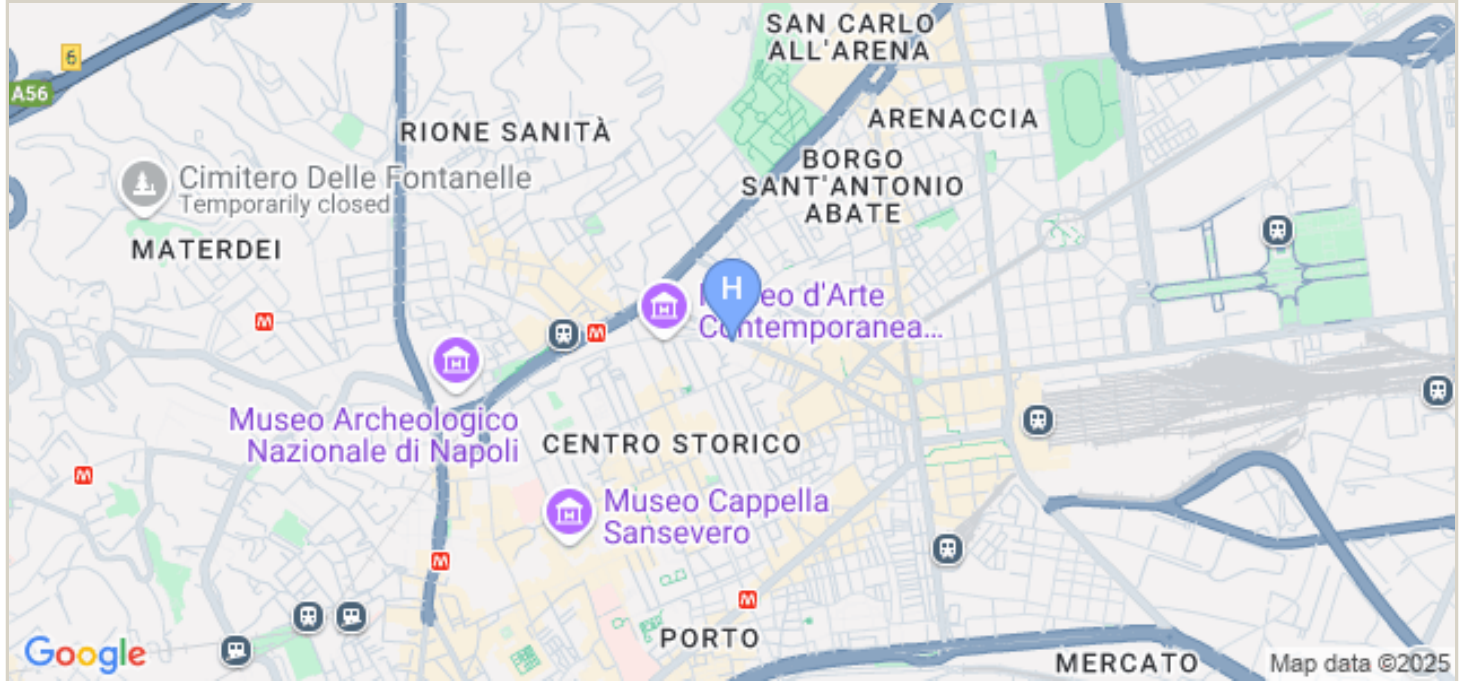 SAN CARLO
ALL'ARENA
6
A56
ARENACCIA
RIONE SANITÀ
BORGO
SANT'ANTONIO
ABATE
Cimitero Delle Fontanelle
Temporarily closed
MATERDEI
H
eo d'Arte
Contemporanea...
M
M
Museo Archeologico
Nazionale di Napoli
CENTRO STORICO
M
Museo Cappella
Sansevero
M
M
PORTO
Google
MERCATO
Map data ©2025